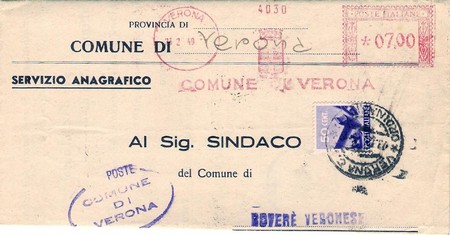 4030
PROVINCIA DI
VERONA
POSTE ITALIANE
COMUNE DI Verona
*07,00
SERVIZIO ANAGRAFICO
COMUNE DI VERONA
Al Sig. SINDACO
VERONA
del Comune di
POSTE
COMUNE
DI
VERONA
ROVERÈ VERONESE